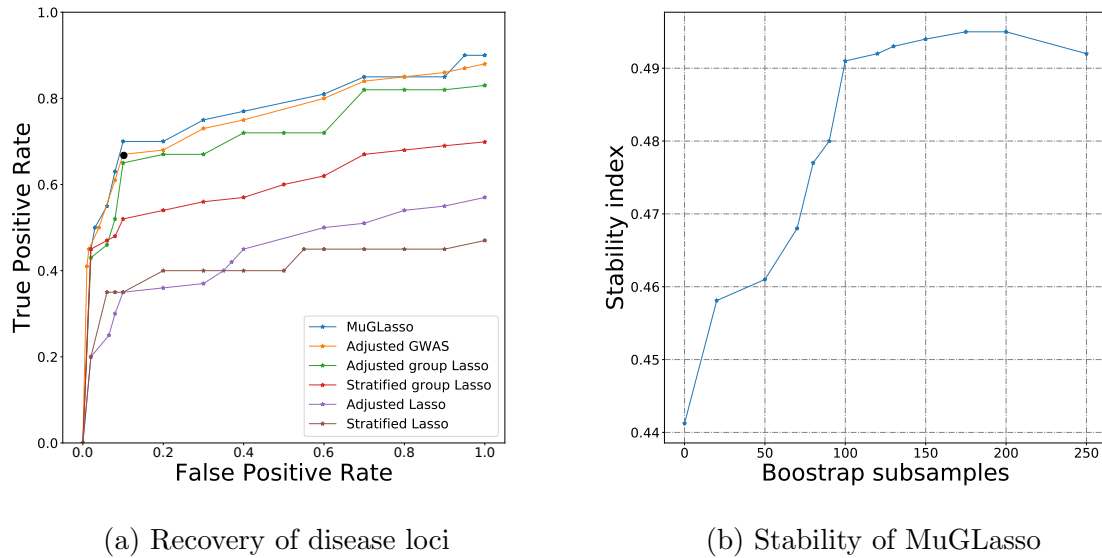 1.0
0.8
0.6
0.4
0.2
0.0
True Positive Rate
0.0 0.2 0.4 0.6 0.8 1.0
False Positive Rate
MuGLasso
Adjusted GWAS
Adjusted group Lasso
Stratified group Lasso
Adjusted Lasso
Stratified Lasso
(a) Recovery of disease loci
0.49
0.48
0.47
0.46
0.45
0.44
Stability index
0 50 100 150 200 250
Boostrap subsamples
(b) Stability of MuGLasso